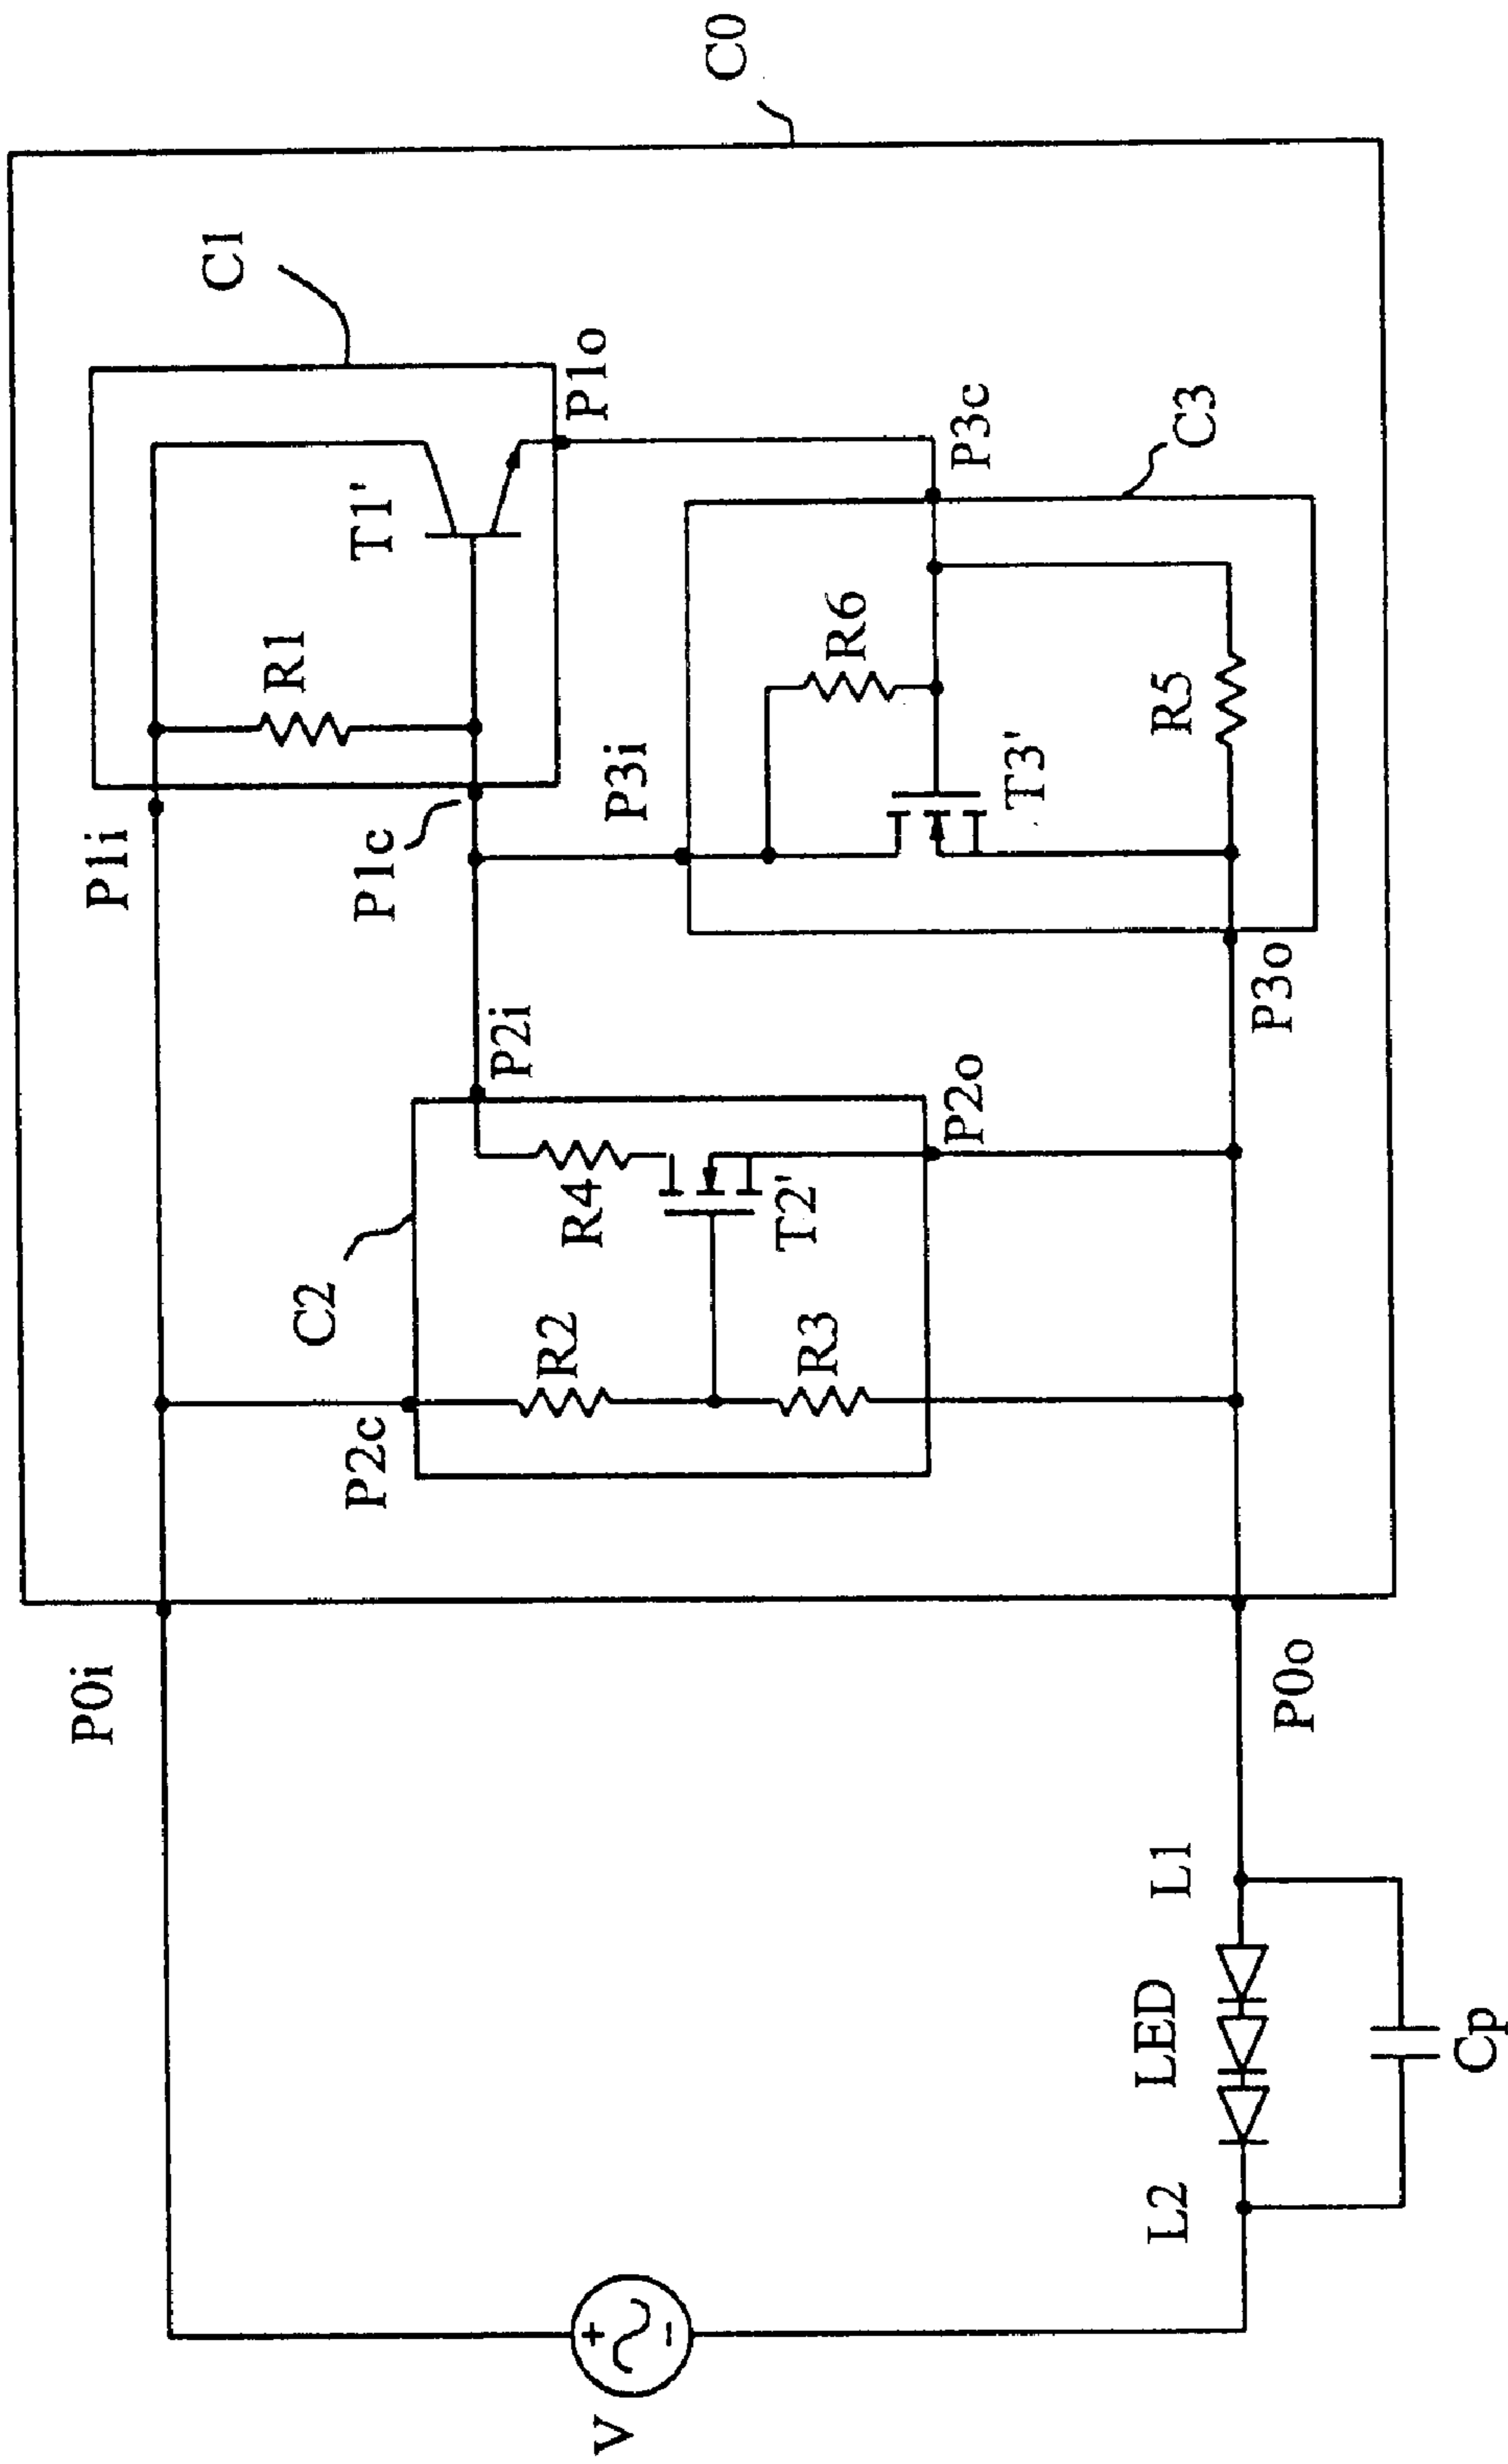 C0
C1
P1o
T1'
R1
P1i
P1c
P3c
C3
R6
R5
T3'
P3i
P3o
P2i
P2o
R4
T2'
C2
R2
R3
P2c
P0i
P0o
L1
LED
Cp
L2
V
+
-